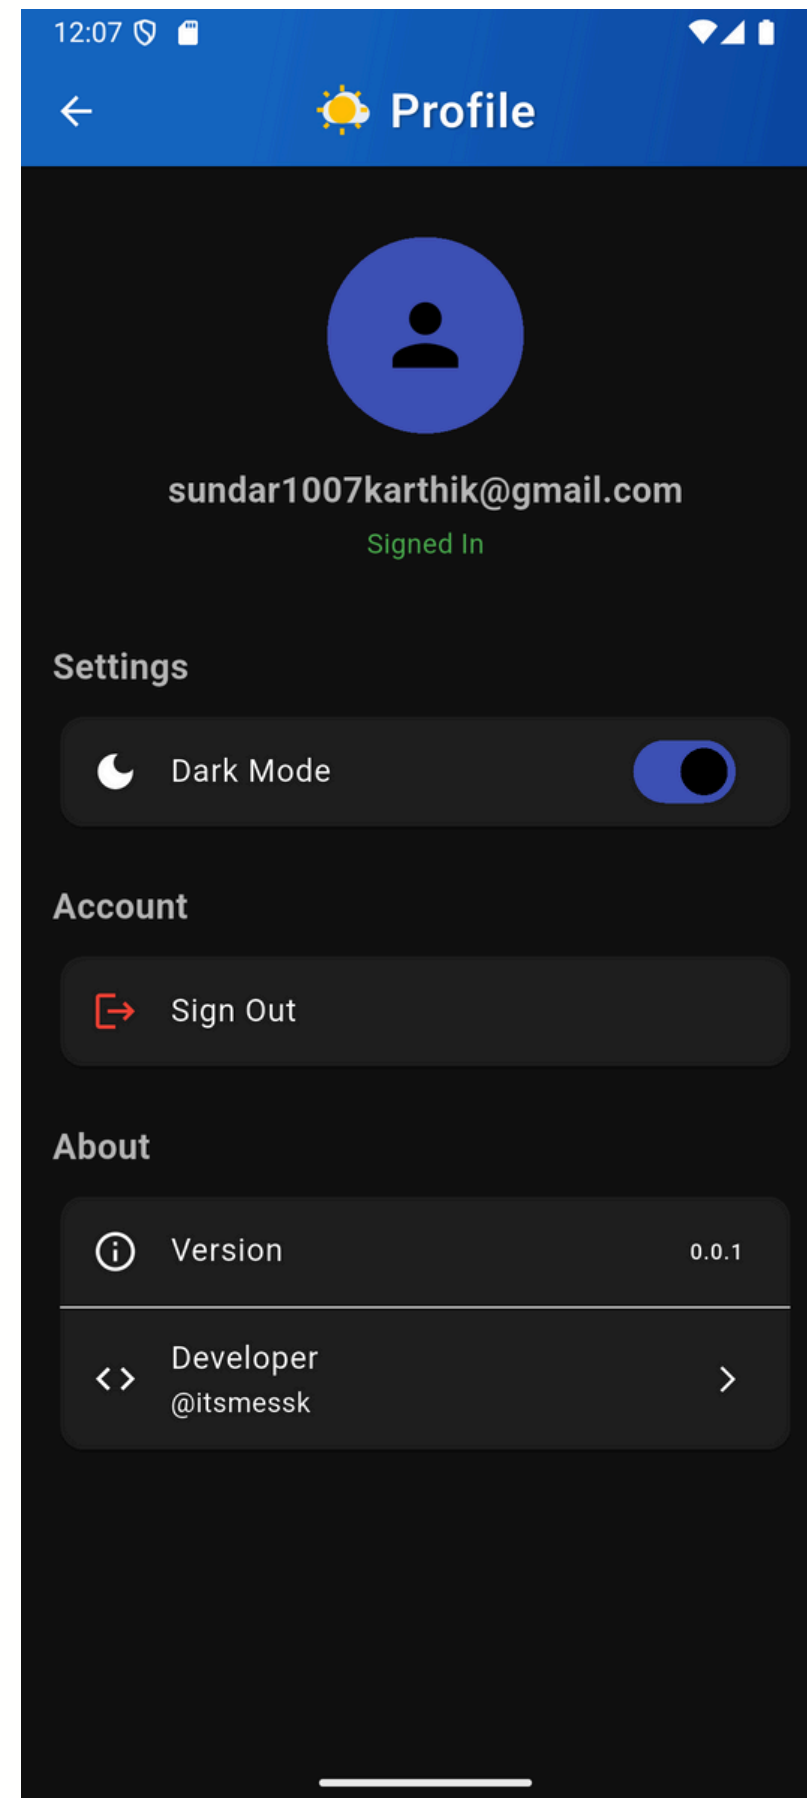 12:07
Profile
sundar1007karthik@gmail.com
Signed In
Settings
Dark Mode
Account
Sign Out
About
Version 0.0.1
Developer
@itsmessk